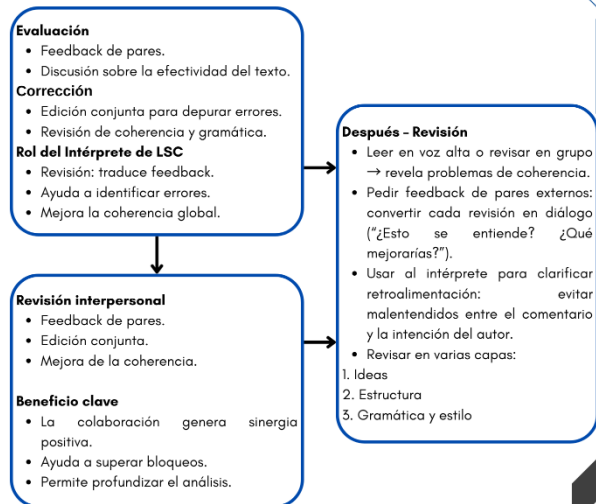 Evaluación
• Feedback de pares.
• Discusión sobre la efectividad del texto.
Corrección
• Edición conjunta para depurar errores.
• Revisión de coherencia y gramática.
Rol del Intérprete de LSC
• Revisión: traduce feedback.
• Ayuda a identificar errores.
• Mejora la coherencia global.
Revisión interpersonal
• Feedback de pares.
• Edición conjunta.
• Mejora de la coherencia.
Beneficio clave
• La colaboración genera sinergia
positiva.
• Ayuda a superar bloqueos.
• Permite profundizar el análisis.
Después – Revisión
• Leer en voz alta o revisar en grupo
→ revela problemas de coherencia.
• Pedir feedback de pares externos:
convertir cada revisión en diálogo
(“¿Esto se entiende? ¿Qué
mejorarías?”).
• Usar al intérprete para clarificar
retroalimentación: evitar
malentendidos entre el comentario
y la intención del autor.
• Revisar en varias capas:
1. Ideas
2. Estructura
3. Gramática y estilo